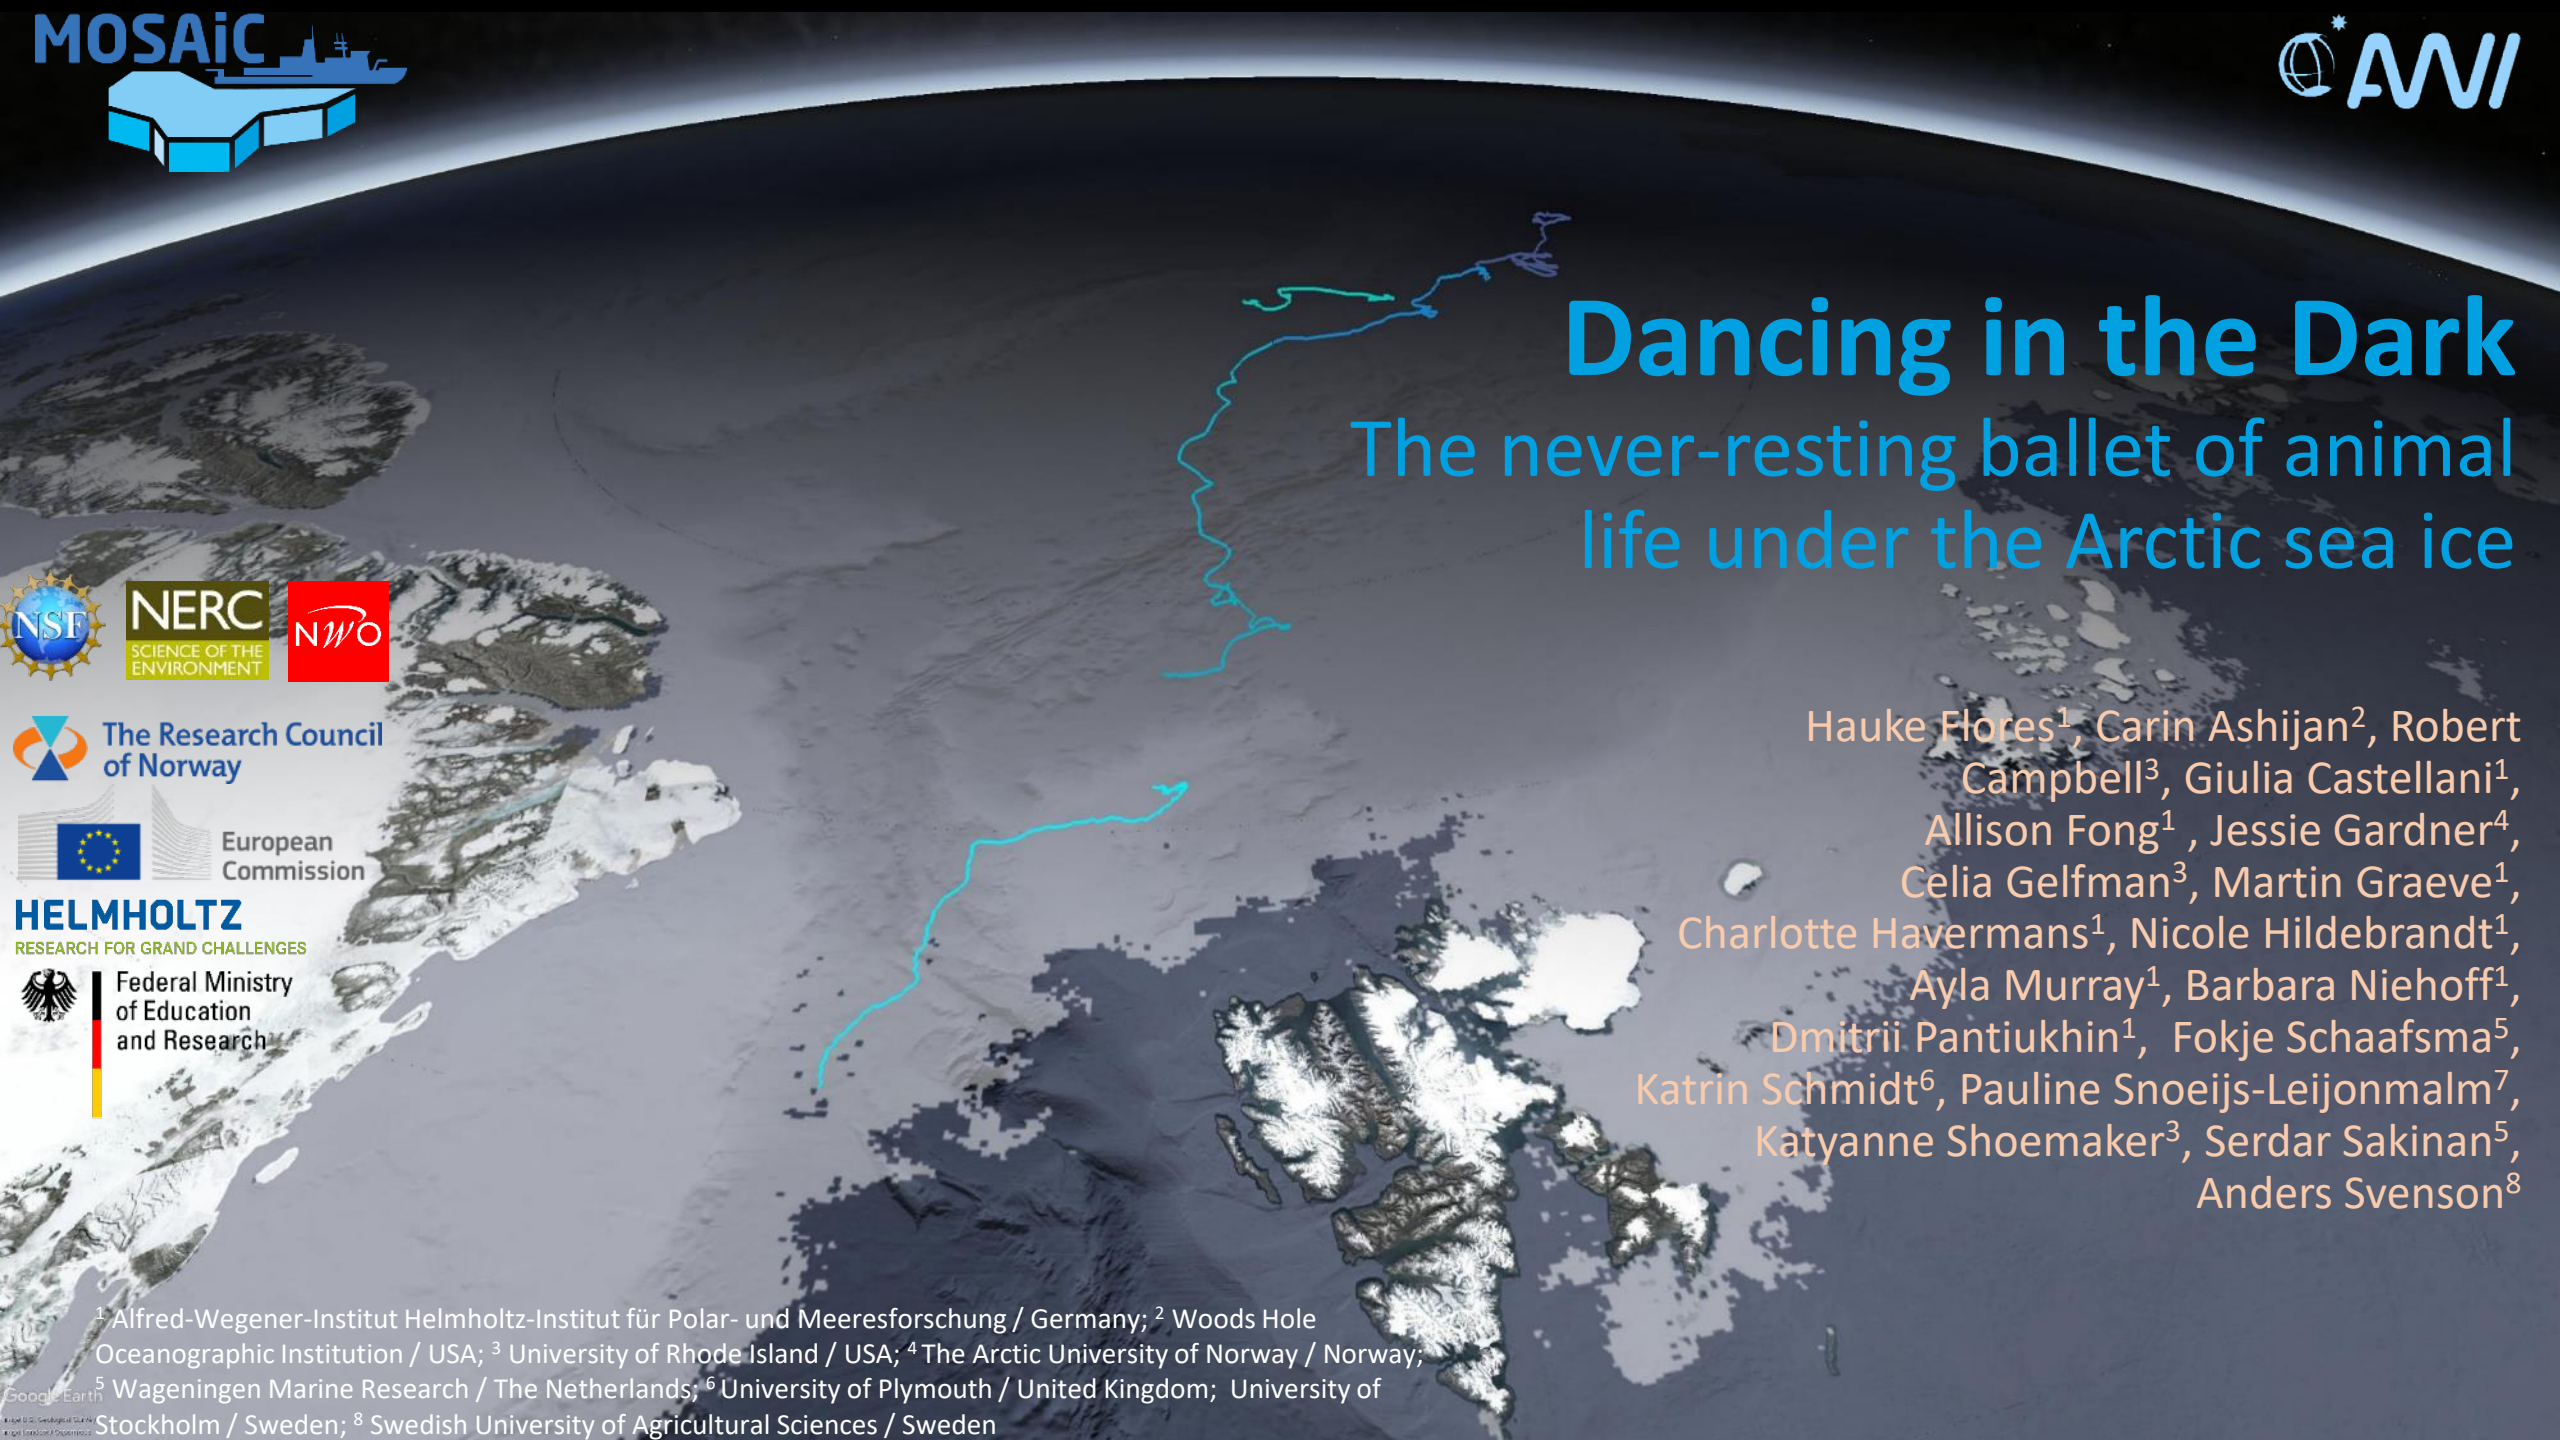 MOSAiC
AWI
Dancing in the Dark
The never-resting ballet of animal
life under the Arctic sea ice
NSF
NERC
SCIENCE OF THE
ENVIRONMENT
NWO
The Research Council
of Norway
European
Commission
HELMHOLTZ
RESEARCH FOR GRAND CHALLENGES
Federal Ministry
of Education
and Research
Hauke Flores¹, Carin Ashijan², Robert
Campbell³, Giulia Castellani¹,
Allison Fong¹ , Jessie Gardner⁴,
Celia Gelfman³, Martin Graeve¹,
Charlotte Havermans¹, Nicole Hildebrandt¹,
Ayla Murray¹, Barbara Niehoff¹,
Dmitrii Pantiukhin¹, Fokje Schaafsma⁵,
Katrin Schmidt⁶, Pauline Snoeijs-Leijonmalm⁷,
Katyanne Shoemaker³, Serdar Sakinan⁵,
Anders Svenson⁸
¹ Alfred-Wegener-Institut Helmholtz-Institut für Polar- und Meeresforschung / Germany; ² Woods Hole
Oceanographic Institution / USA; ³ University of Rhode Island / USA; ⁴ The Arctic University of Norway / Norway;
⁵ Wageningen Marine Research / The Netherlands; ⁶ University of Plymouth / United Kingdom; University of
Stockholm / Sweden; ⁸ Swedish University of Agricultural Sciences / Sweden
Google Earth